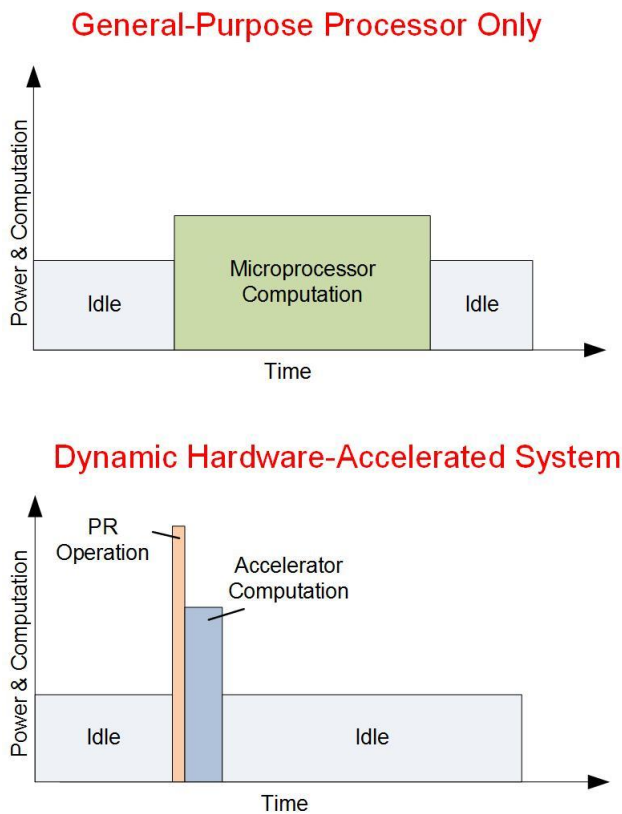 General-Purpose Processor Only
Power & Computation
Idle
Microprocessor
Computation
Idle
Time
Dynamic Hardware-Accelerated System
Power & Computation
PR
Operation
Accelerator
Computation
Idle
Idle
Time